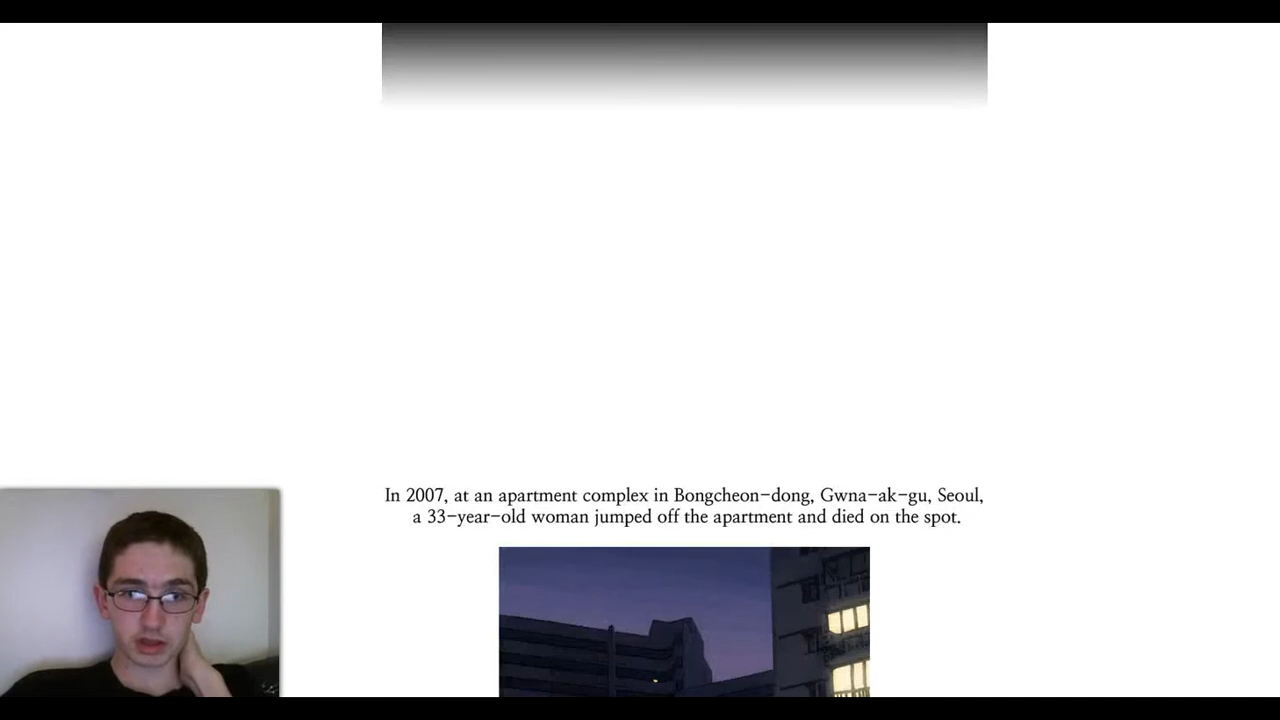 In 2007, at an apartment complex in Bongcheon-dong, Gwna-ak-gu, Seoul,
a 33-year-old woman jumped off the apartment and died on the spot.